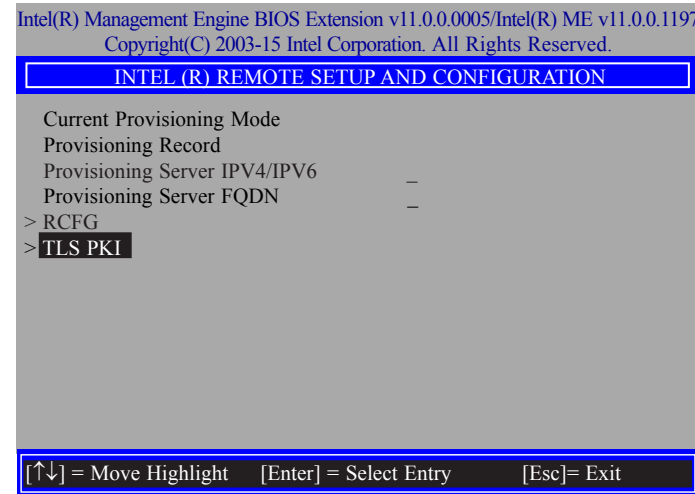 Intel(R) Management Engine BIOS Extension v11.0.0.0005/Intel(R) ME v11.0.0.1197
Copyright(C) 2003-15 Intel Corporation. All Rights Reserved.
INTEL (R) REMOTE SETUP AND CONFIGURATION
Current Provisioning Mode
Provisioning Record
Provisioning Server IPV4/IPV6 _
Provisioning Server FQDN _
> RCFG
> TLS PKI
[↑↓] = Move Highlight [Enter] = Select Entry [Esc]= Exit